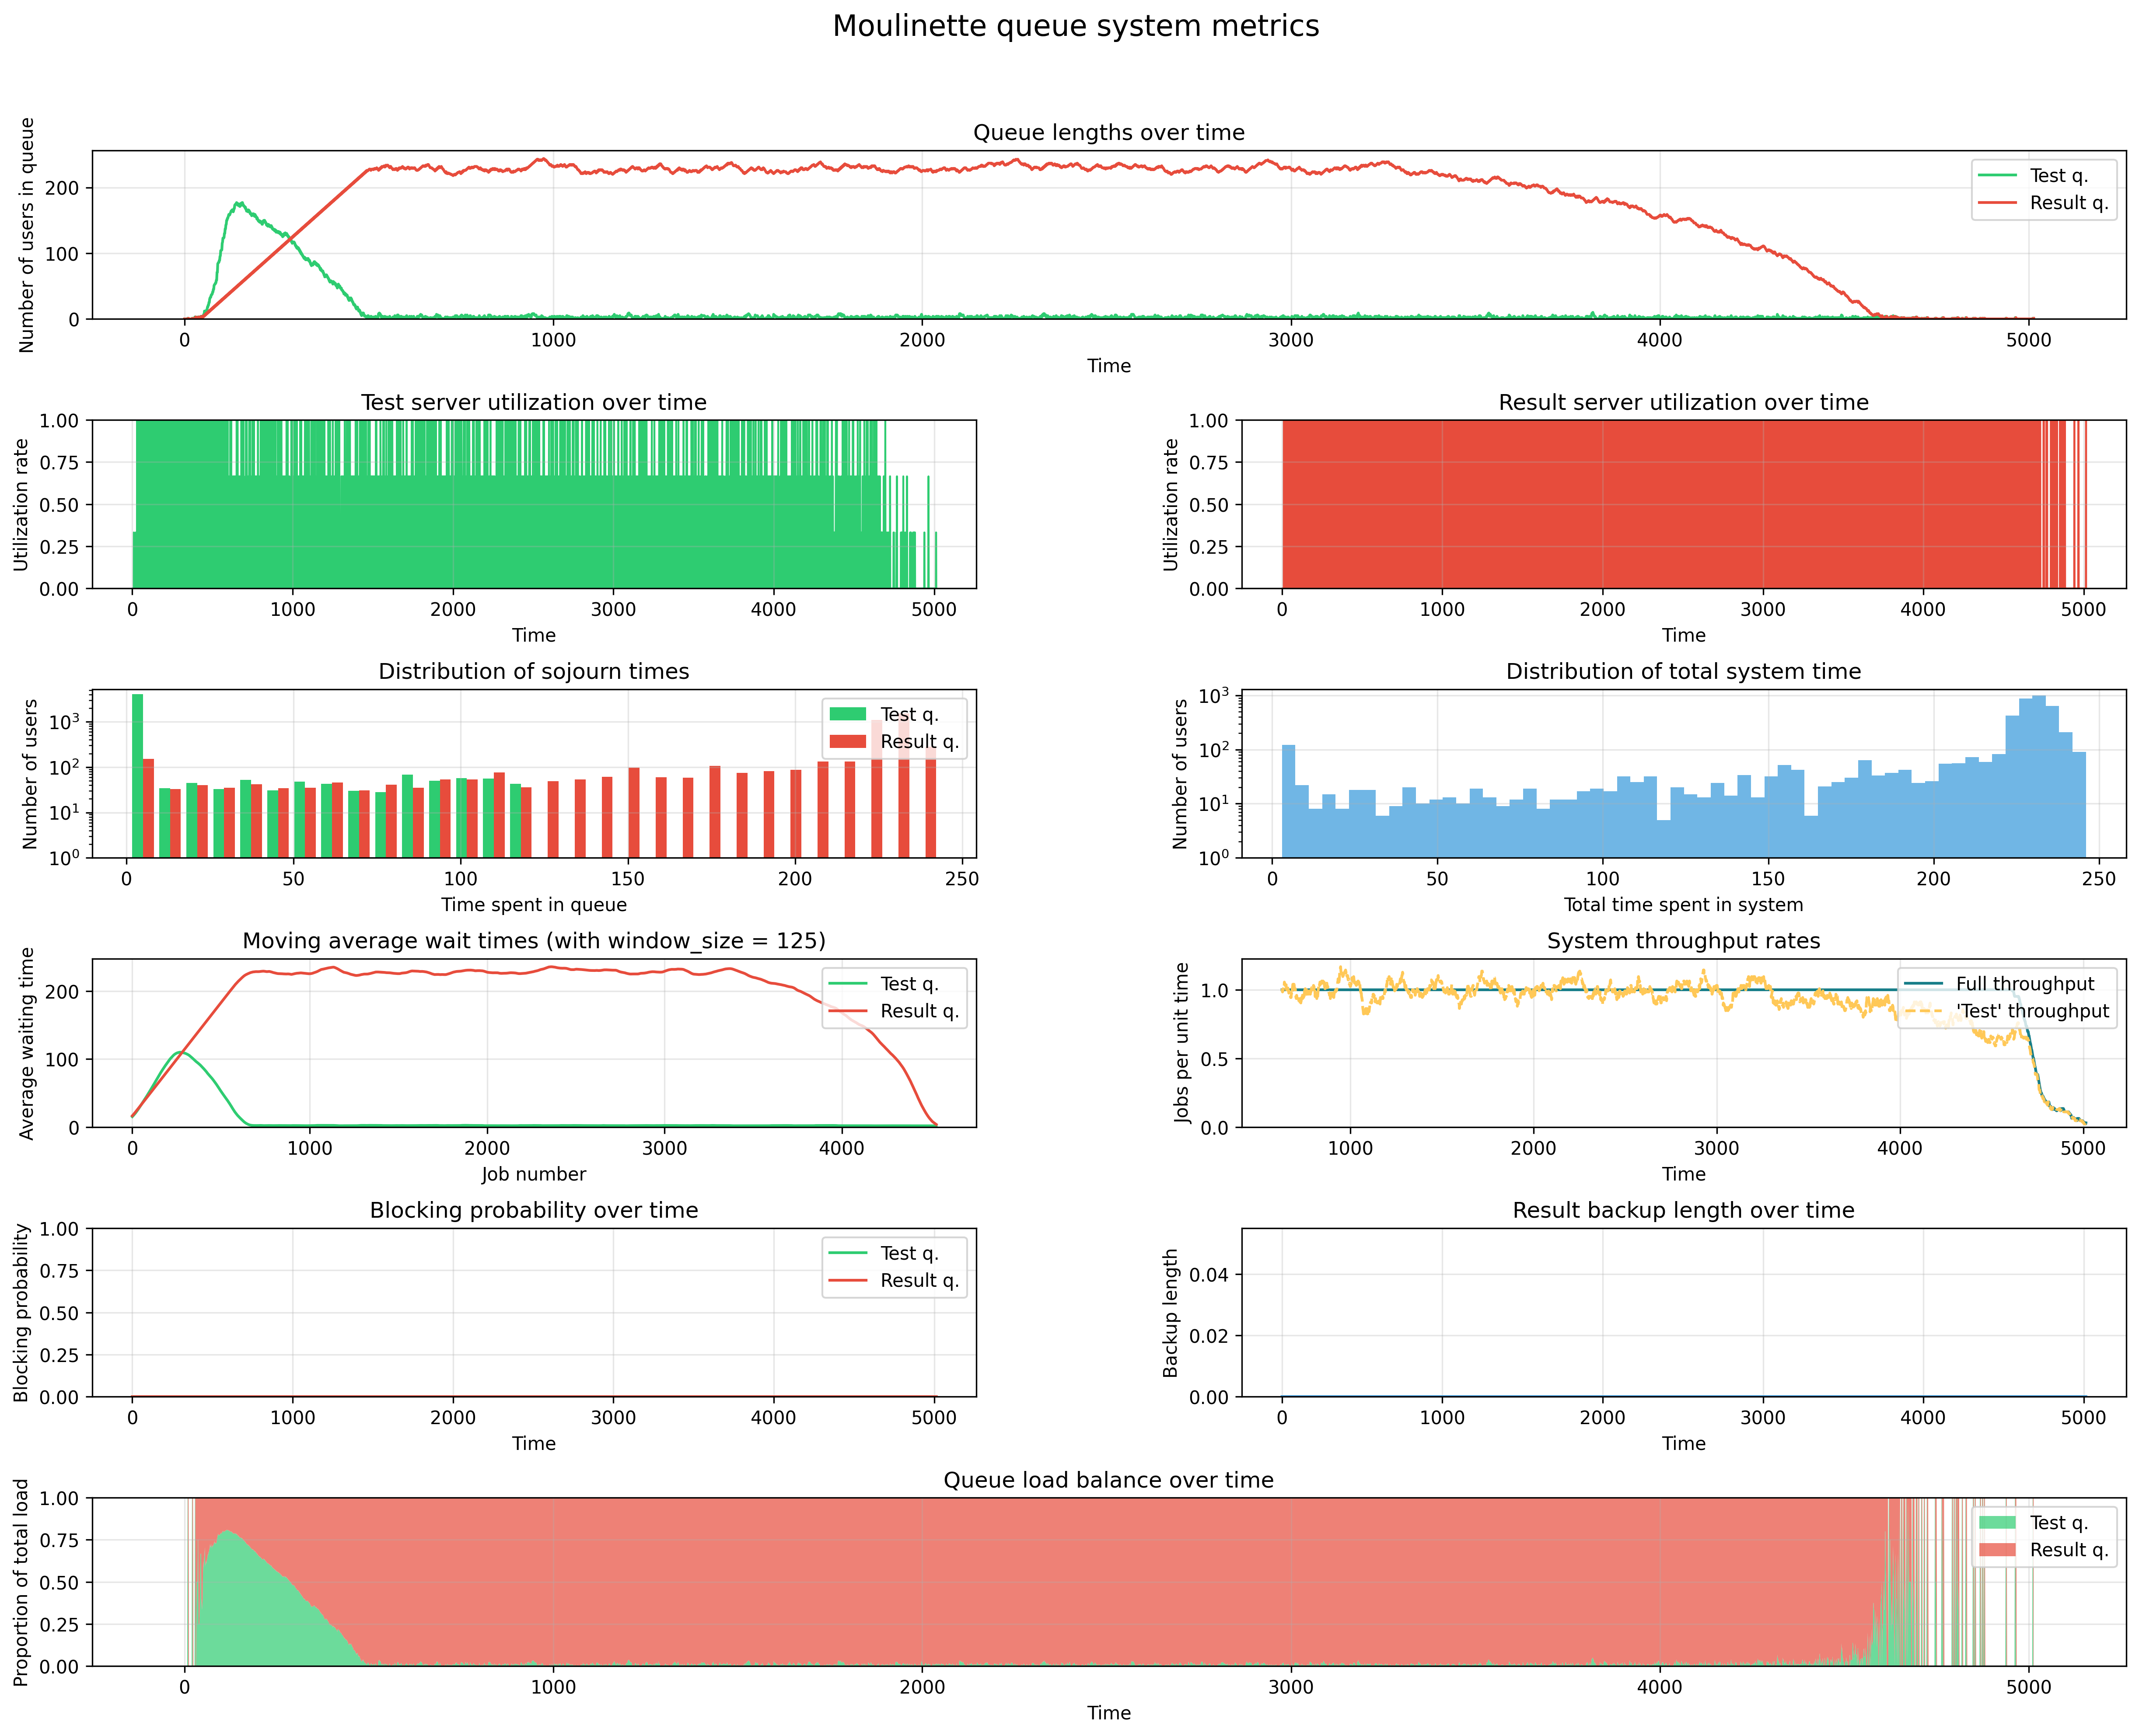 Moulinette queue system metrics
Queue lengths over time
Number of users in queue
200
100
0
Test q.
Result q.
0 1000 2000 3000 4000 5000
Time
Test server utilization over time
Utilization rate
1.00
0.75
0.50
0.25
0.00
0 1000 2000 3000 4000 5000
Time
Result server utilization over time
Utilization rate
1.00
0.75
0.50
0.25
0.00
0 1000 2000 3000 4000 5000
Time
Distribution of sojourn times
Number of users
10³
10²
10¹
10⁰
Test q.
Result q.
0 50 100 150 200 250
Time spent in queue
Distribution of total system time
Number of users
10³
10²
10¹
10⁰
0 50 100 150 200 250
Total time spent in system
Moving average wait times (with window_size = 125)
Average waiting time
200
100
0
Test q.
Result q.
0 1000 2000 3000 4000
Job number
System throughput rates
Jobs per unit time
1.0
0.5
0.0
Full throughput
'Test' throughput
1000 2000 3000 4000 5000
Time
Blocking probability over time
Blocking probability
1.00
0.75
0.50
0.25
0.00
Test q.
Result q.
0 1000 2000 3000 4000 5000
Time
Result backup length over time
Backup length
0.04
0.02
0.00
0 1000 2000 3000 4000 5000
Time
Queue load balance over time
Proportion of total load
1.00
0.75
0.50
0.25
0.00
Test q.
Result q.
0 1000 2000 3000 4000 5000
Time